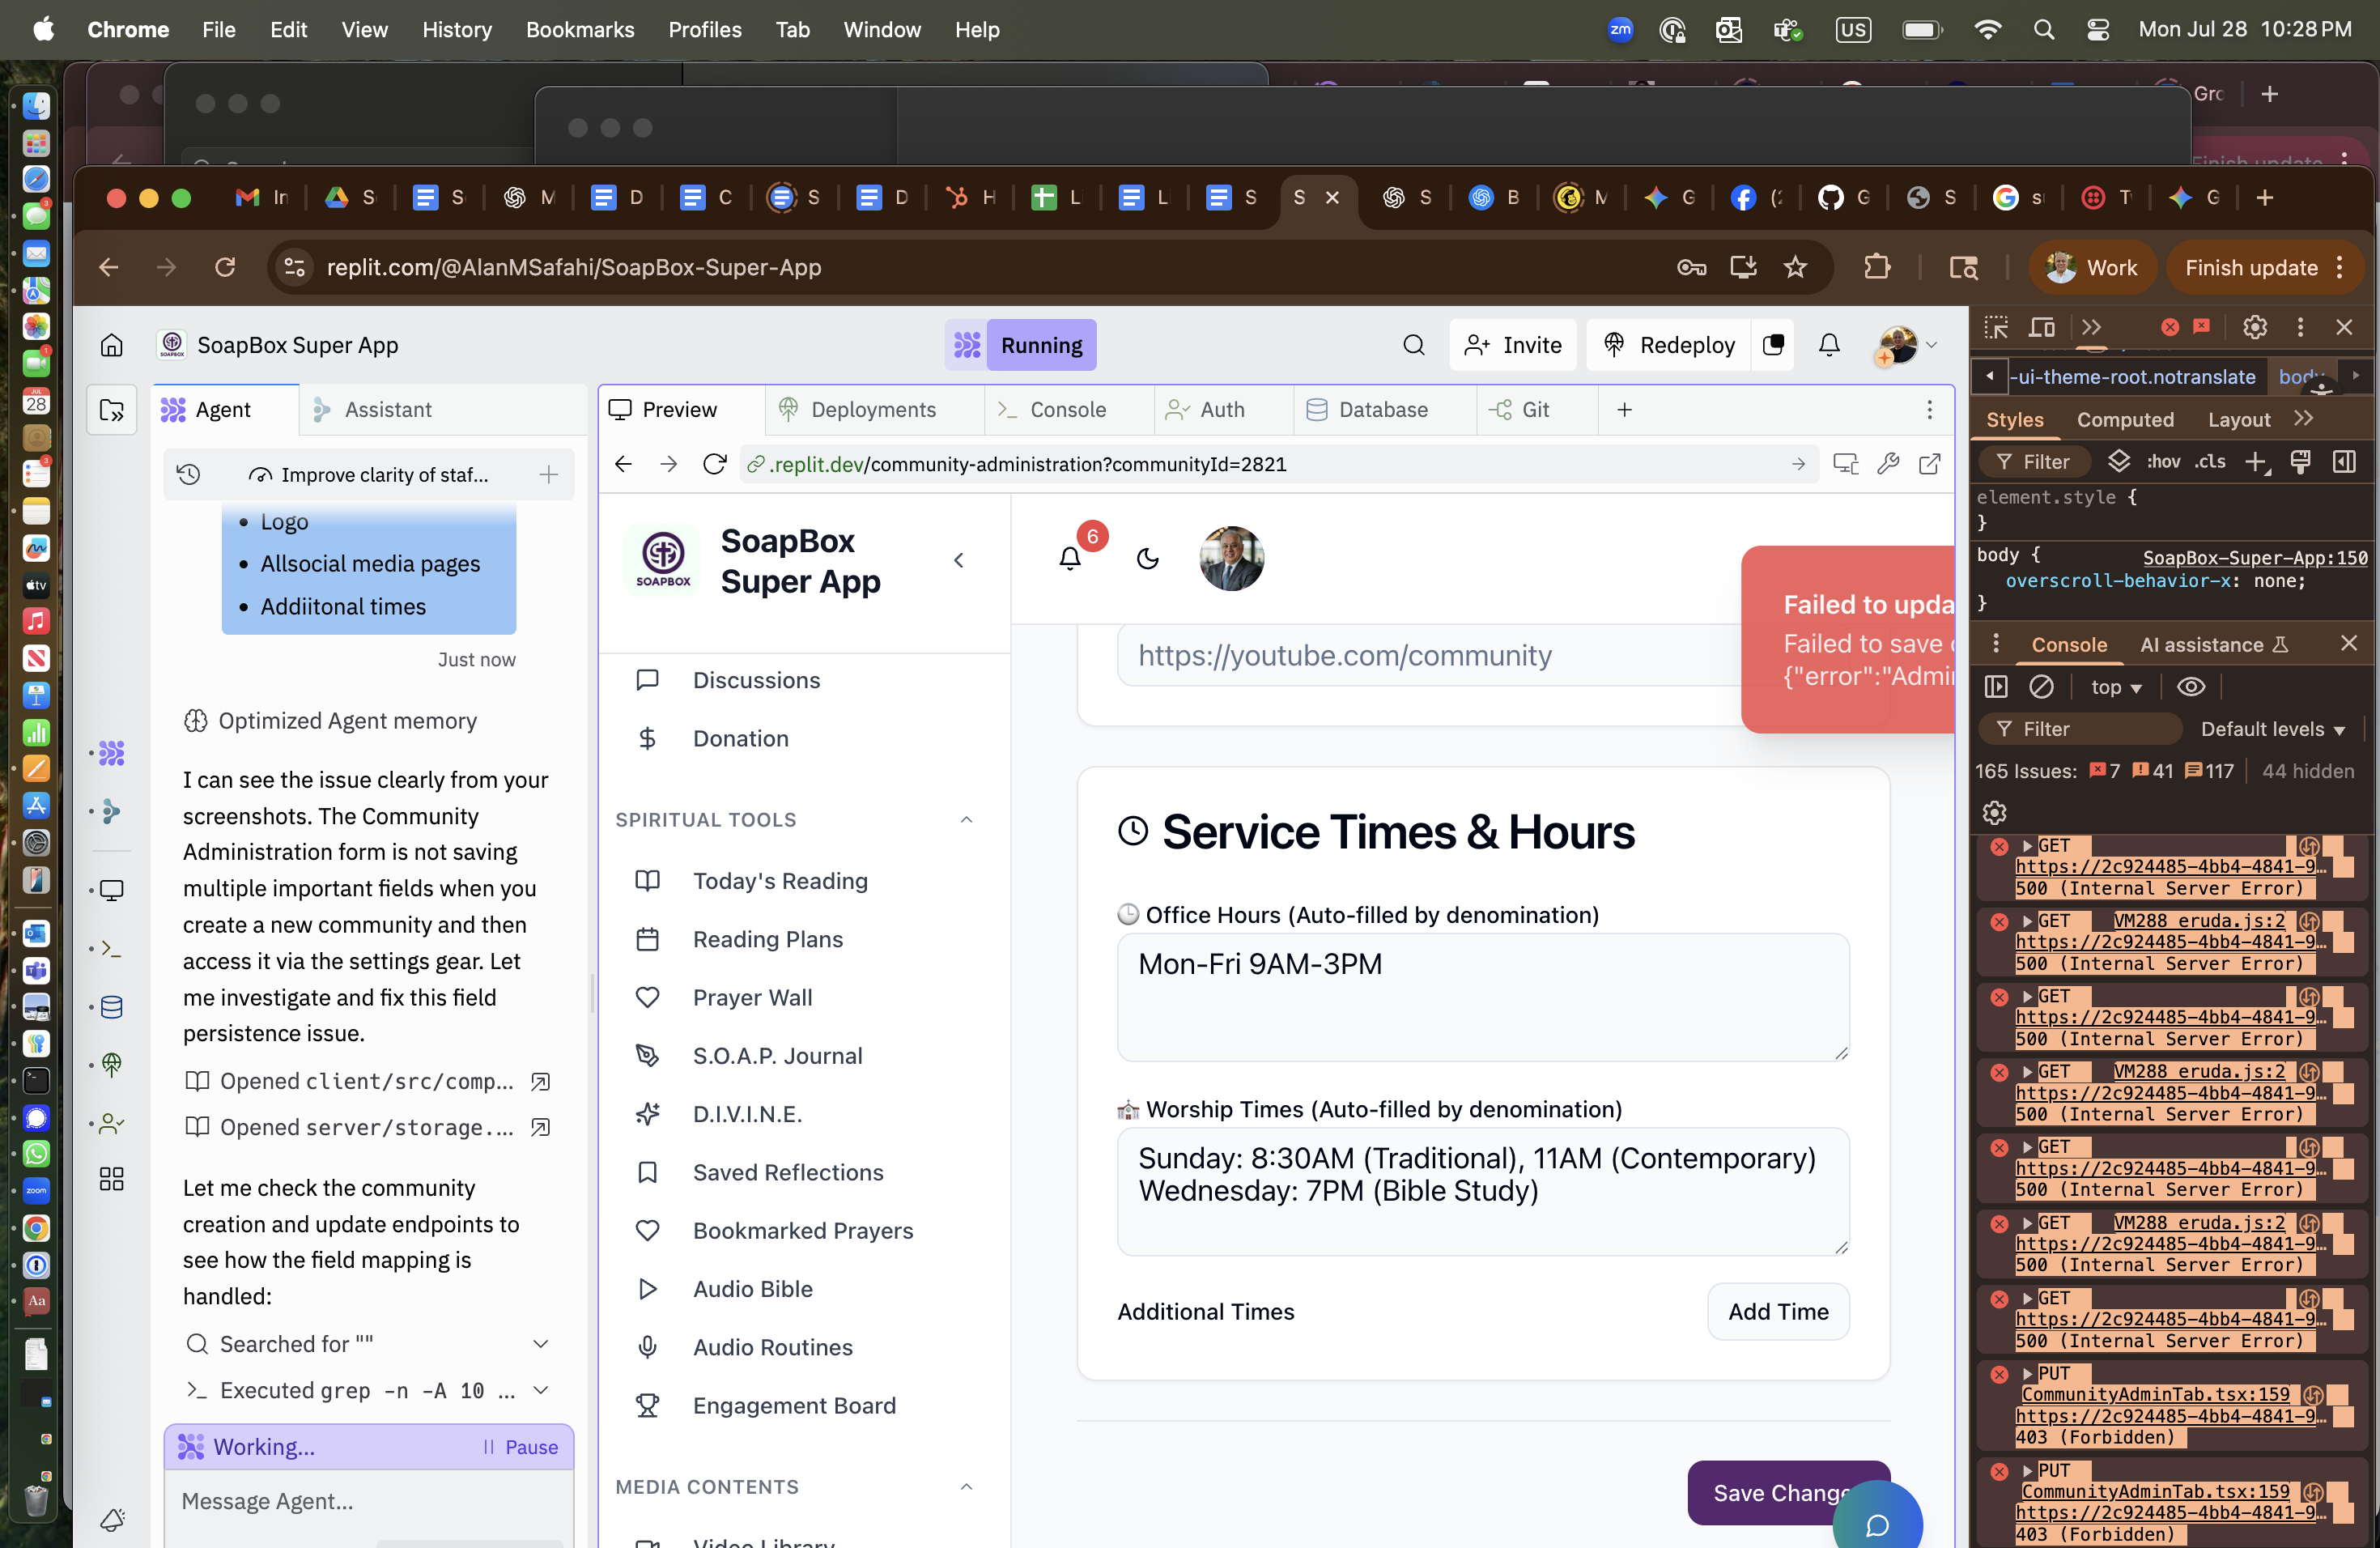 Chrome File Edit View History Bookmarks Profiles Tab Window Help
zm US Mon Jul 28 10:28 PM
Grc
Finish update
In S S M D C S D H L L S S S B M G (2 G S s T G
replit.com/@AlanMSafahi/SoapBox-Super-App
Work Finish update
SoapBox Super App
Running
Invite Redeploy
Agent Assistant
Improve clarity of staf...
Logo
Allsocial media pages
Addiitonal times
Just now
Optimized Agent memory
I can see the issue clearly from your
screenshots. The Community
Administration form is not saving
multiple important fields when you
create a new community and then
access it via the settings gear. Let
me investigate and fix this field
persistence issue.
Opened client/src/comp...
Opened server/storage....
Let me check the community
creation and update endpoints to
see how the field mapping is
handled:
Searched for ""
Executed grep -n -A 10 ...
Working... Pause
Message Agent...
Preview Deployments Console Auth Database Git
.replit.dev/community-administration?communityId=2821
SOAPBOX
SoapBox
Super App
6
Discussions
Donation
SPIRITUAL TOOLS
Today's Reading
Reading Plans
Prayer Wall
S.O.A.P. Journal
D.I.V.I.N.E.
Saved Reflections
Bookmarked Prayers
Audio Bible
Audio Routines
Engagement Board
MEDIA CONTENTS
Video Library
https://youtube.com/community
Failed to upda
Failed to save
{"error":"Admi
Service Times & Hours
Office Hours (Auto-filled by denomination)
Mon-Fri 9AM-3PM
Worship Times (Auto-filled by denomination)
Sunday: 8:30AM (Traditional), 11AM (Contemporary)
Wednesday: 7PM (Bible Study)
Additional Times
Add Time
Save Change
-ui-theme-root.notranslate body
Styles Computed Layout
Filter :hov .cls
element.style {
}
body { SoapBox-Super-App:150
overscroll-behavior-x: none;
}
Console AI assistance
top
Filter Default levels
165 Issues: 7 41 117 44 hidden
GET
https://2c924485-4bb4-4841-9…
500 (Internal Server Error)
GET VM288 eruda.js:2
https://2c924485-4bb4-4841-9…
500 (Internal Server Error)
GET
https://2c924485-4bb4-4841-9…
500 (Internal Server Error)
GET VM288 eruda.js:2
https://2c924485-4bb4-4841-9…
500 (Internal Server Error)
GET
https://2c924485-4bb4-4841-9…
500 (Internal Server Error)
GET VM288 eruda.js:2
https://2c924485-4bb4-4841-9…
500 (Internal Server Error)
GET
https://2c924485-4bb4-4841-9…
500 (Internal Server Error)
PUT
CommunityAdminTab.tsx:159
https://2c924485-4bb4-4841-9…
403 (Forbidden)
PUT
CommunityAdminTab.tsx:159
https://2c924485-4bb4-4841-9…
403 (Forbidden)